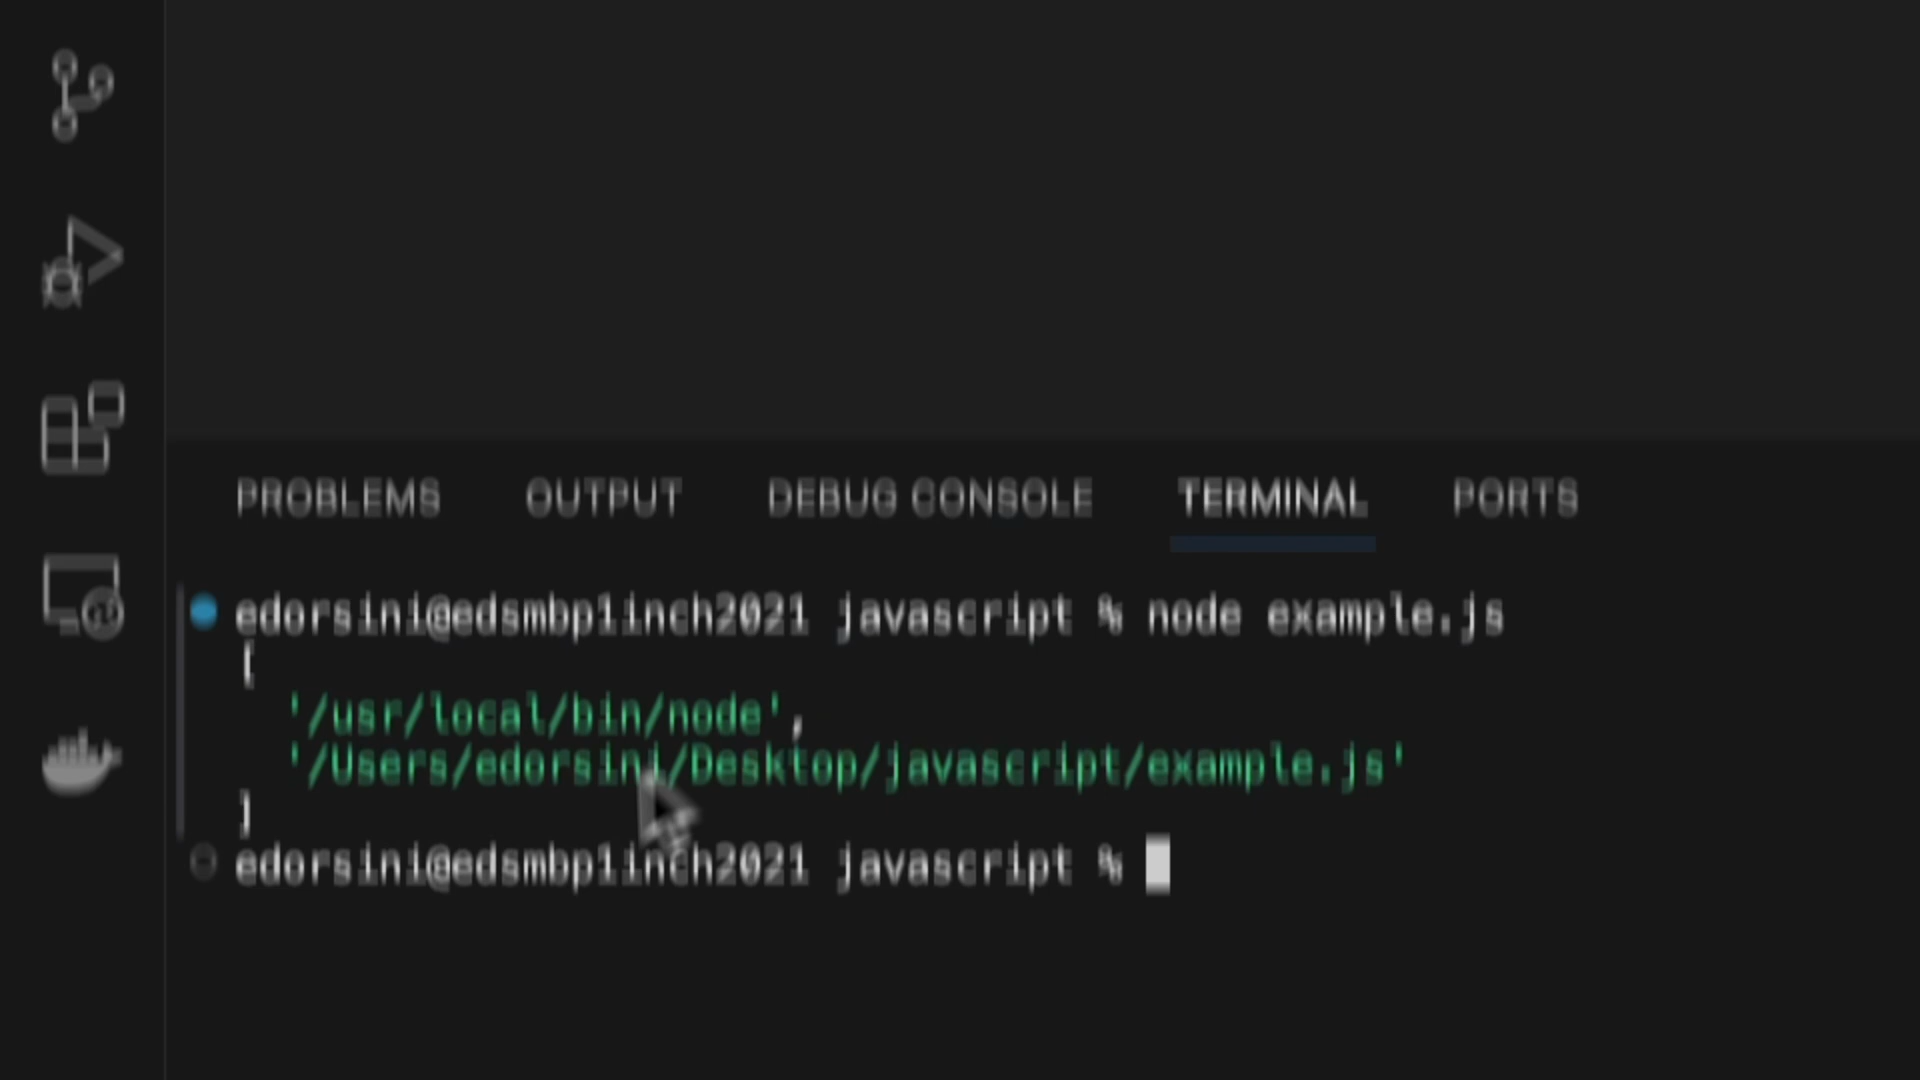 PROBLEMS OUTPUT DEBUG CONSOLE TERMINAL PORTS
edorsini@edsmbp1inch2021 javascript % node example.js
[
'/usr/local/bin/node',
'/Users/edorsini/Desktop/javascript/example.js'
]
edorsini@edsmbp1inch2021 javascript %